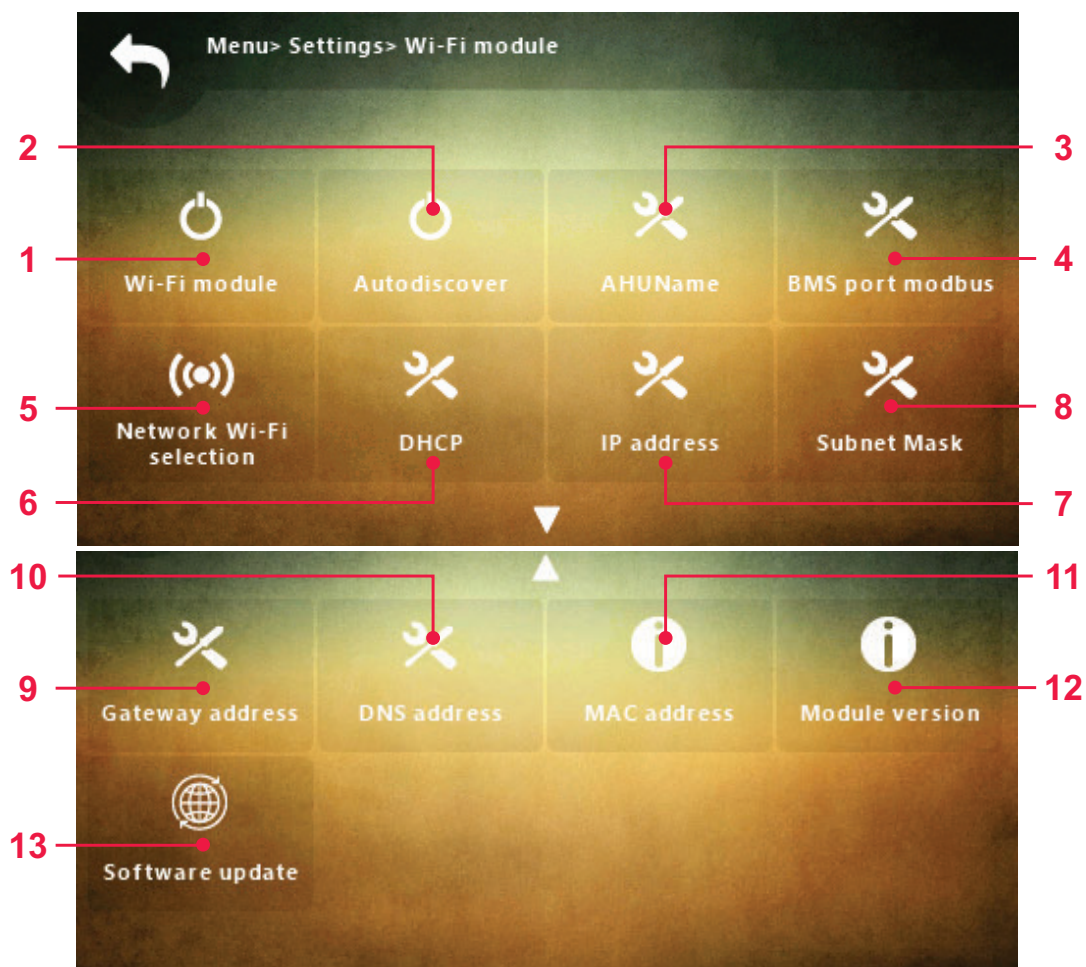 Menu> Settings> Wi-Fi module
2
3
1
4
Wi-Fi module
Autodiscover
AHUName
BMS port modbus
5
8
Network Wi-Fi
selection
DHCP
IP address
Subnet Mask
6
7
10
11
9
12
Gateway address
DNS address
MAC address
Module version
13
Software update